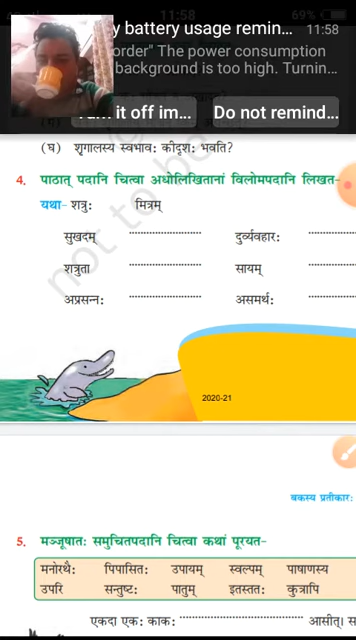 11:58 69%
y battery usage remin... 11:58
order" The power consumption
background is too high. Turnin...
it off im... Do not remind...
(घ) शृगालस्य स्वभावः कीदृशः भवति?
4. पाठात् पदानि चित्वा अधोलिखितानां विलोमपदानि लिखत-
यथा- शत्रुः मित्रम्
सुखदम् ........................ दुर्व्यवहारः ................
शत्रुता ........................ सायम् ................
अप्रसन्नः ........................ असमर्थः ................
not to be
2020-21
बकस्य प्रतीकारः
5. मञ्जूषातः समुचितपदानि चित्वा कथां पूरयत-
मनोरथैः पिपासितः उपायम् स्वल्पम् पाषाणस्य
उपरि सन्तुष्टः पातुम् इतस्ततः कुत्रापि
एकदा एकः काकः ........................ आसीत्। स